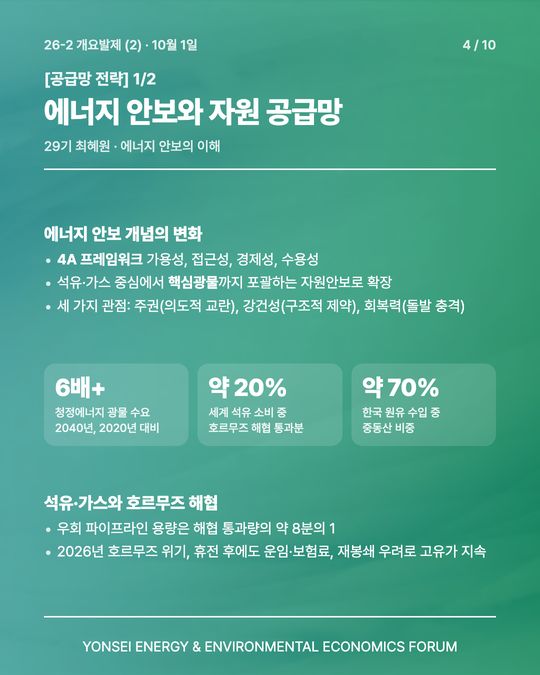 26-2 개요발제 (2) · 10월 1일
4 / 10
[공급망 전략] 1/2
에너지 안보와 자원 공급망
29기 최혜원 · 에너지 안보의 이해
에너지 안보 개념의 변화
• 4A 프레임워크 가용성, 접근성, 경제성, 수용성
• 석유·가스 중심에서 핵심광물까지 포괄하는 자원안보로 확장
• 세 가지 관점: 주권(의도적 교란), 강건성(구조적 제약), 회복력(돌발 충격)
6배+
청정에너지 광물 수요
2040년, 2020년 대비
약 20%
세계 석유 소비 중
호르무즈 해협 통과분
약 70%
한국 원유 수입 중
중동산 비중
석유·가스와 호르무즈 해협
• 우회 파이프라인 용량은 해협 통과량의 약 8분의 1
• 2026년 호르무즈 위기, 휴전 후에도 운임·보험료, 재봉쇄 우려로 고유가 지속
YONSEI ENERGY & ENVIRONMENTAL ECONOMICS FORUM